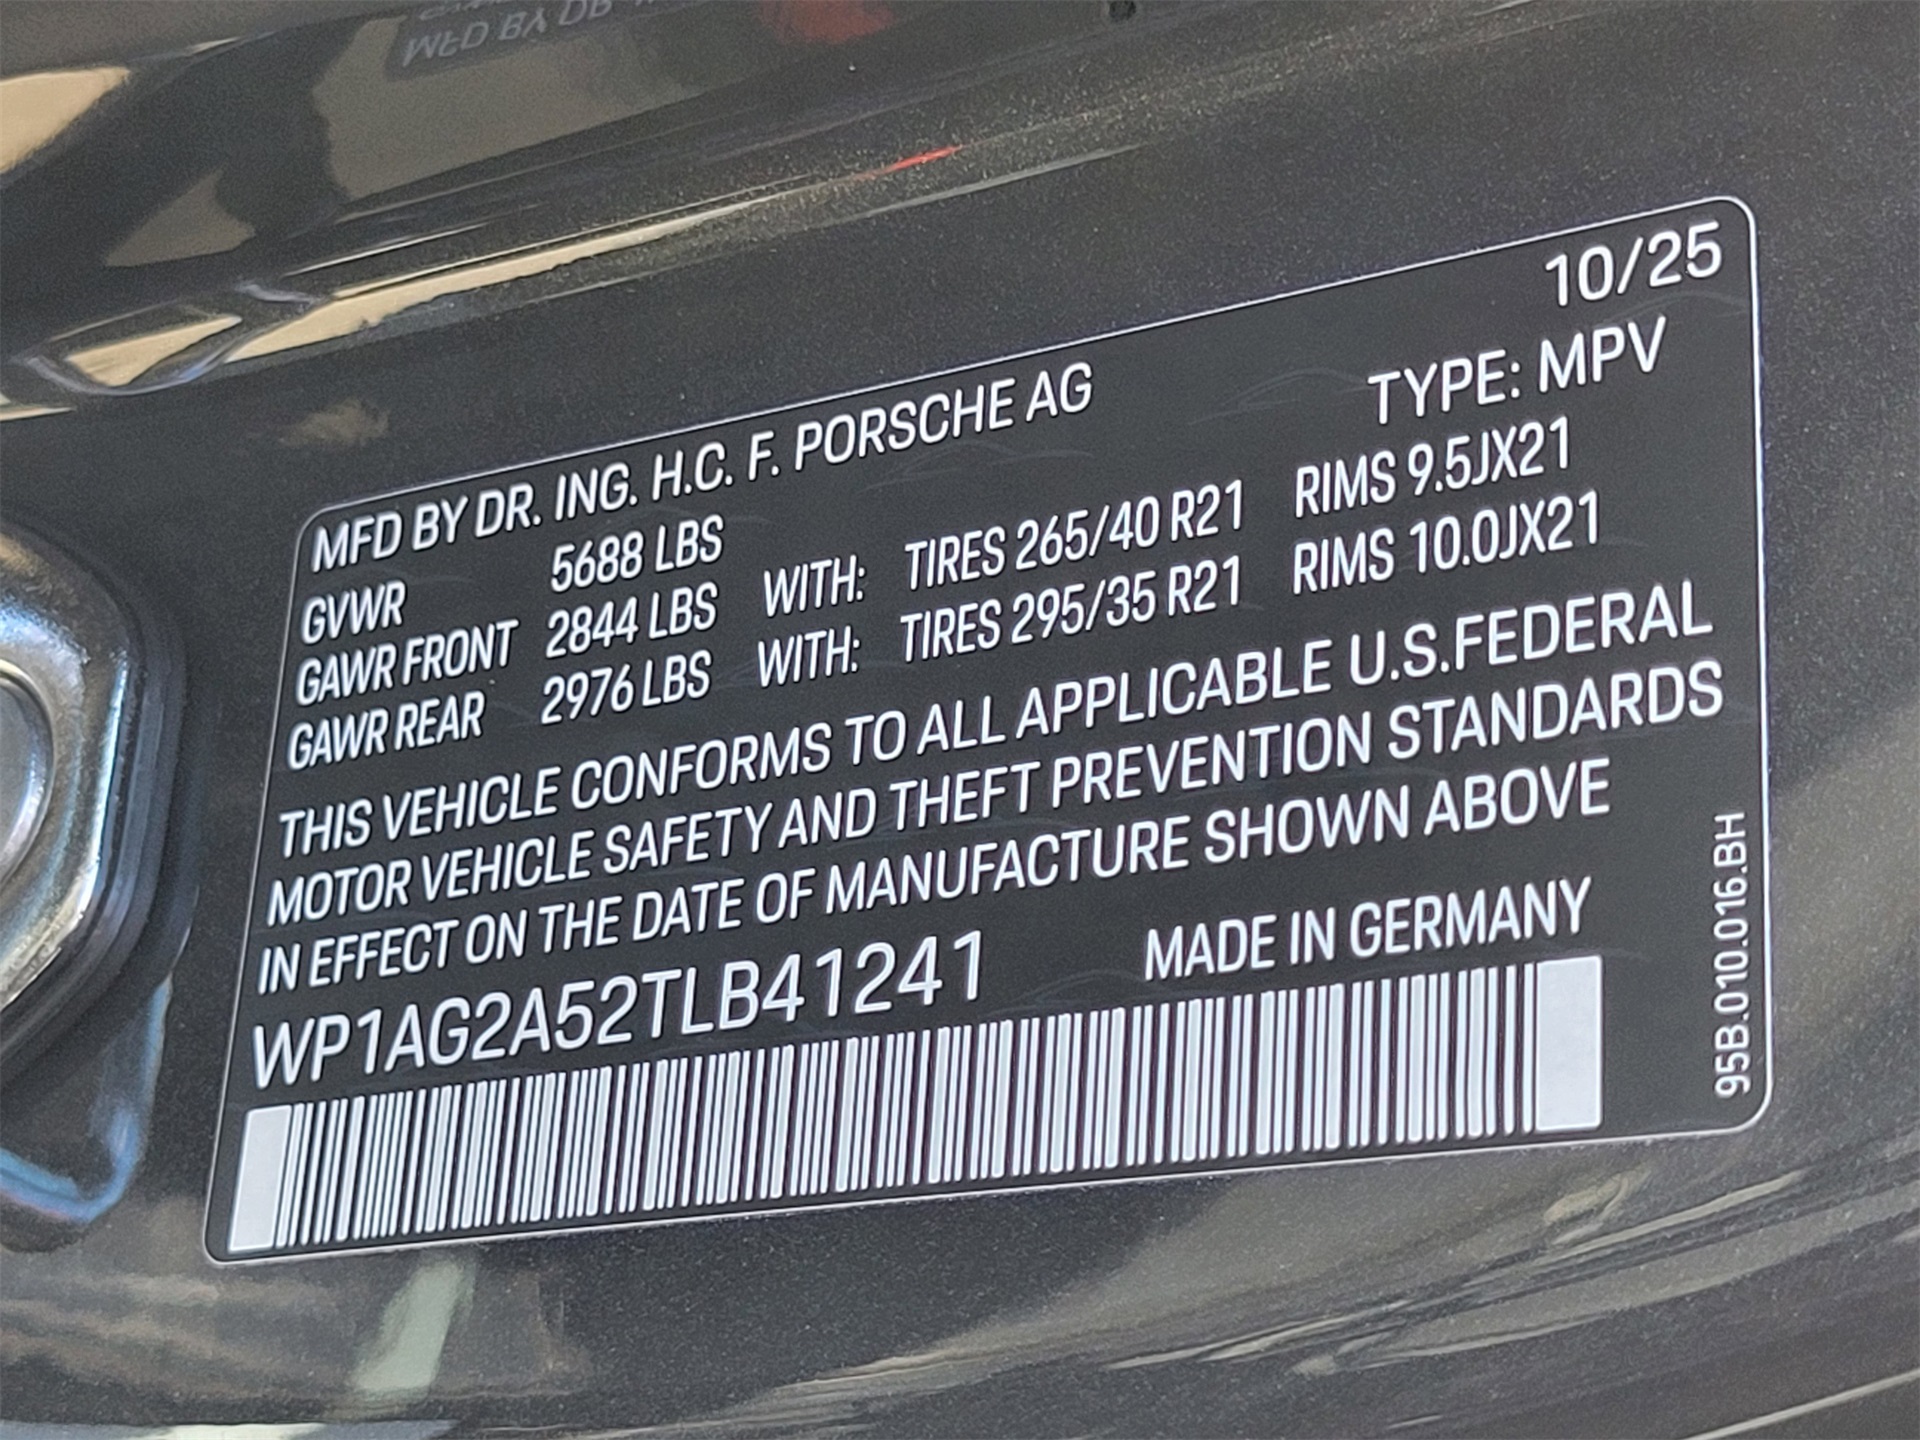 MFD BY DR
10/25
MFD BY DR. ING. H.C. F. PORSCHE AG TYPE: MPV
GVWR 5688 LBS
GAWR FRONT 2844 LBS WITH: TIRES 265/40 R21 RIMS 9.5JX21
GAWR REAR 2976 LBS WITH: TIRES 295/35 R21 RIMS 10.0JX21
THIS VEHICLE CONFORMS TO ALL APPLICABLE U.S.FEDERAL
MOTOR VEHICLE SAFETY AND THEFT PREVENTION STANDARDS
IN EFFECT ON THE DATE OF MANUFACTURE SHOWN ABOVE
WP1AG2A52TLB41241 MADE IN GERMANY
95B.010.016.BH